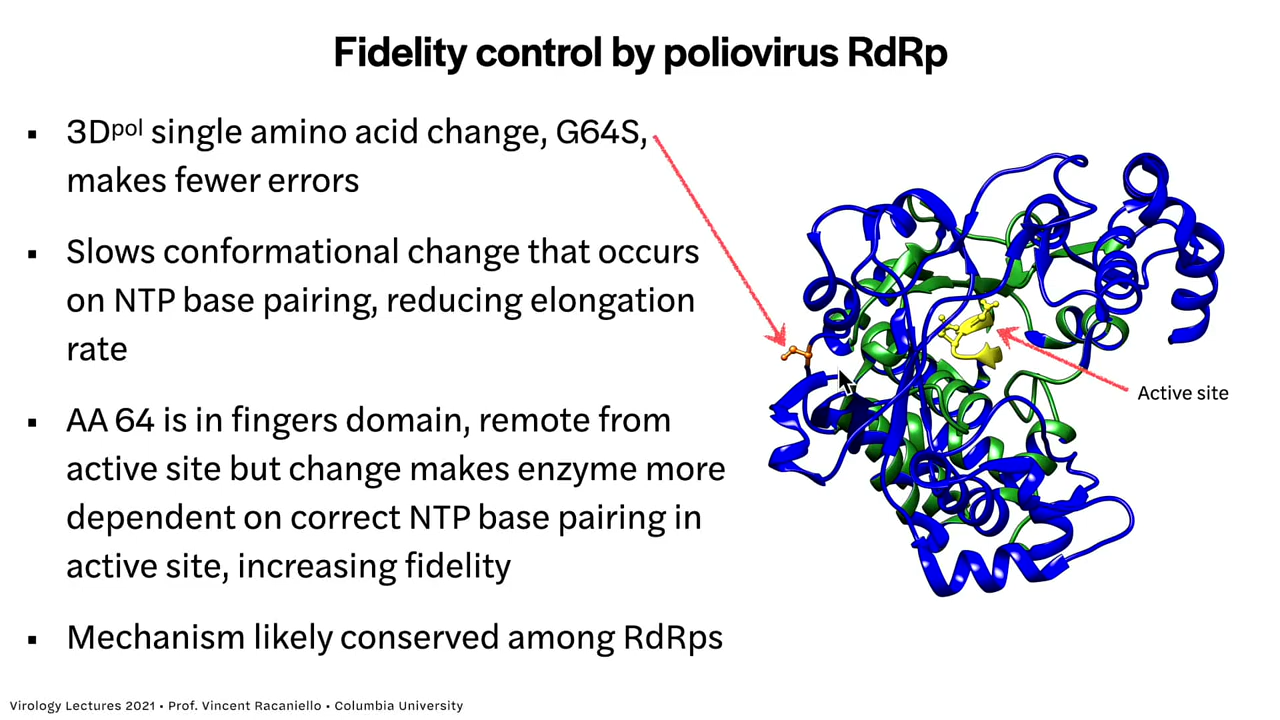 Fidelity control by poliovirus RdRp
▪ 3Dpol single amino acid change, G64S,
makes fewer errors
▪ Slows conformational change that occurs
on NTP base pairing, reducing elongation
rate
▪ AA 64 is in fingers domain, remote from
active site but change makes enzyme more
dependent on correct NTP base pairing in
active site, increasing fidelity
▪ Mechanism likely conserved among RdRps
Active site
Virology Lectures 2021 • Prof. Vincent Racaniello • Columbia University